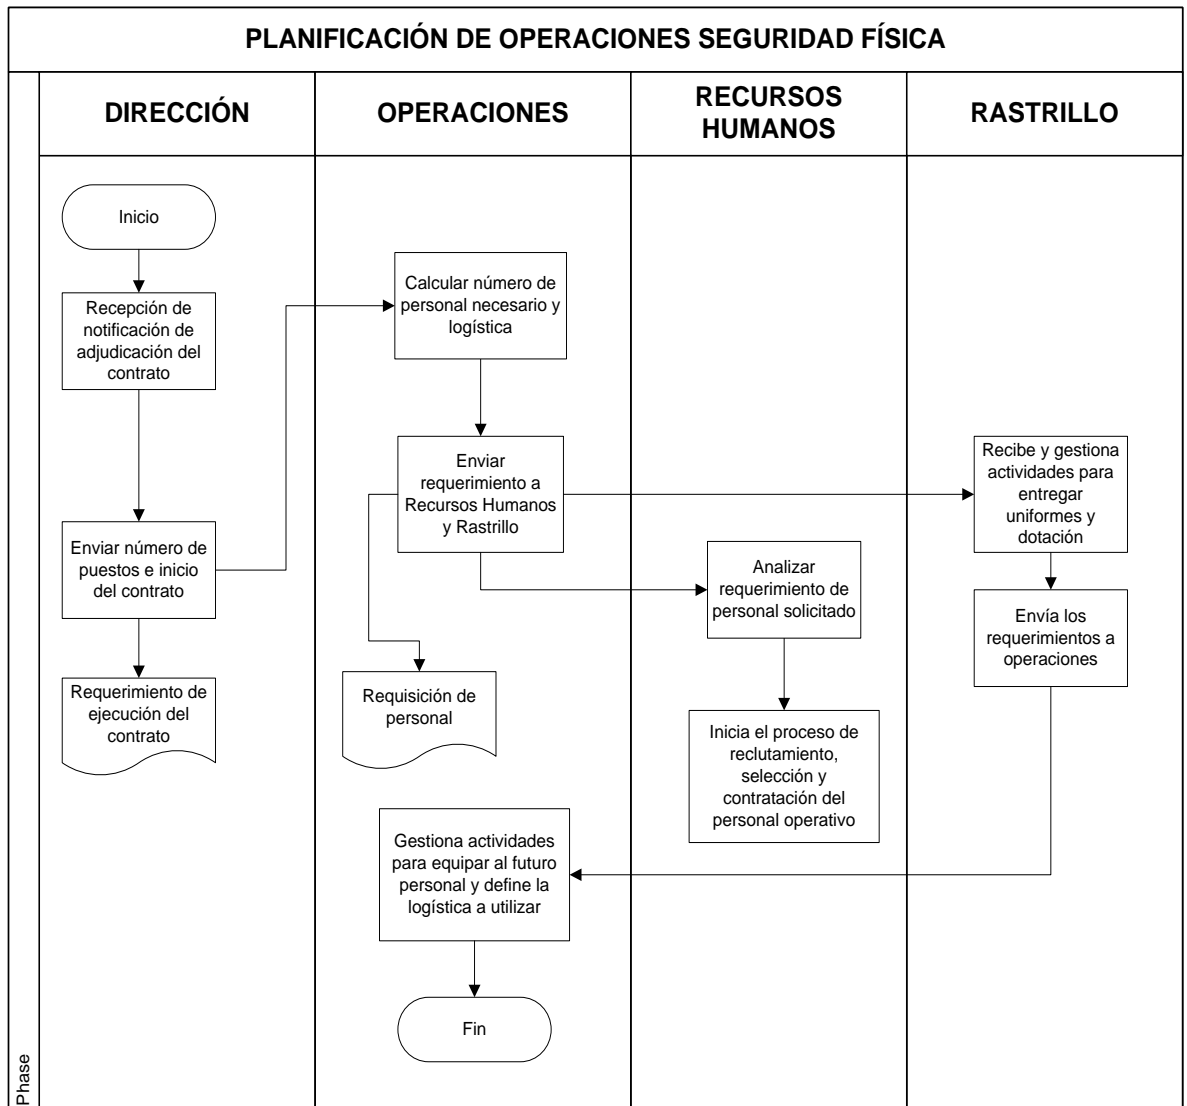 PLANIFICACIÓN DE OPERACIONES SEGURIDAD FÍSICA
DIRECCIÓN
OPERACIONES
RECURSOS
HUMANOS
RASTRILLO
Inicio
Recepción de
notificación de
adjudicación del
contrato
Enviar número de
puestos e inicio
del contrato
Requerimiento de
ejecución del
contrato
Calcular número de
personal necesario y
logística
Enviar
requerimiento a
Recursos Humanos
y Rastrillo
Requisición de
personal
Gestiona actividades
para equipar al futuro
personal y define la
logística a utilizar
Fin
Analizar
requerimiento de
personal solicitado
Inicia el proceso de
reclutamiento,
selección y
contratación del
personal operativo
Recibe y gestiona
actividades para
entregar
uniformes y
dotación
Envía los
requerimientos a
operaciones
Phase